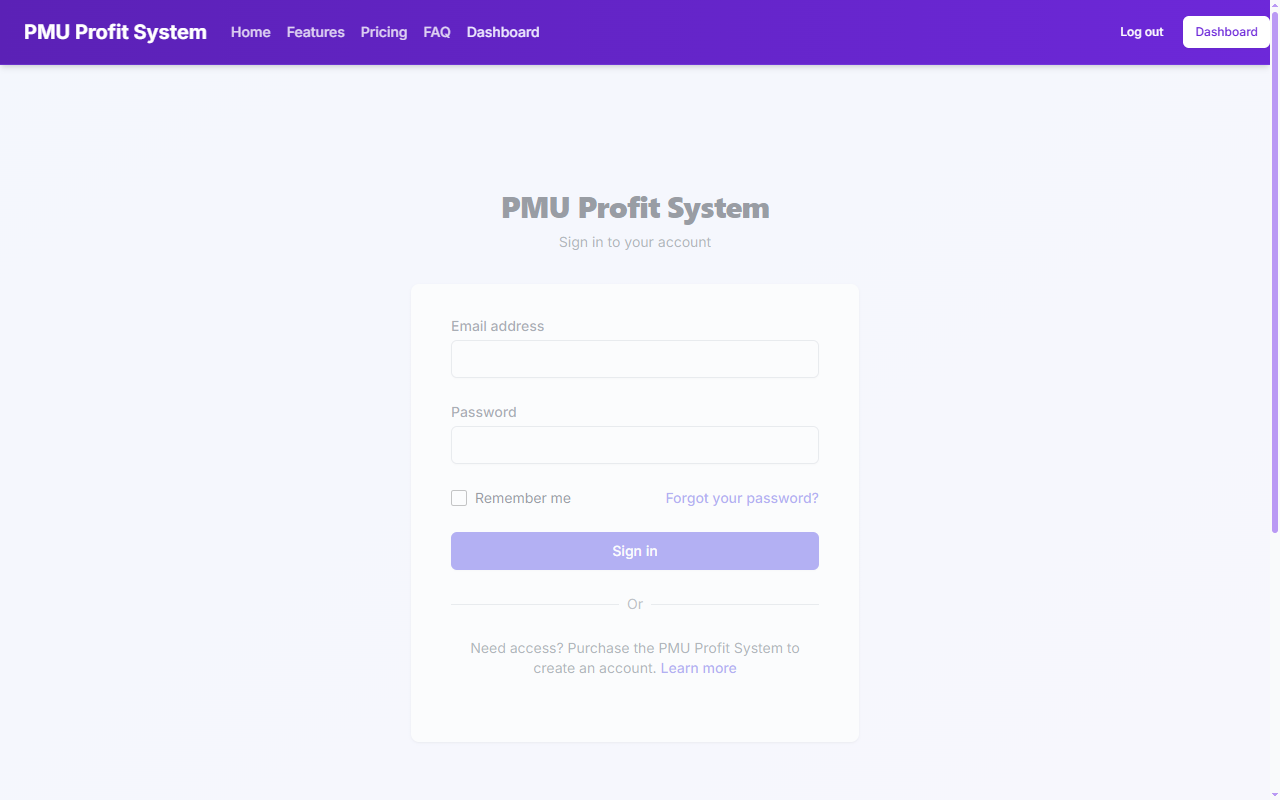 PMU Profit System Home Features Pricing FAQ Dashboard Log out Dashboard
PMU Profit System
Sign in to your account
Email address
Password
Remember me Forgot your password?
Sign in
Or
Need access? Purchase the PMU Profit System to
create an account. Learn more